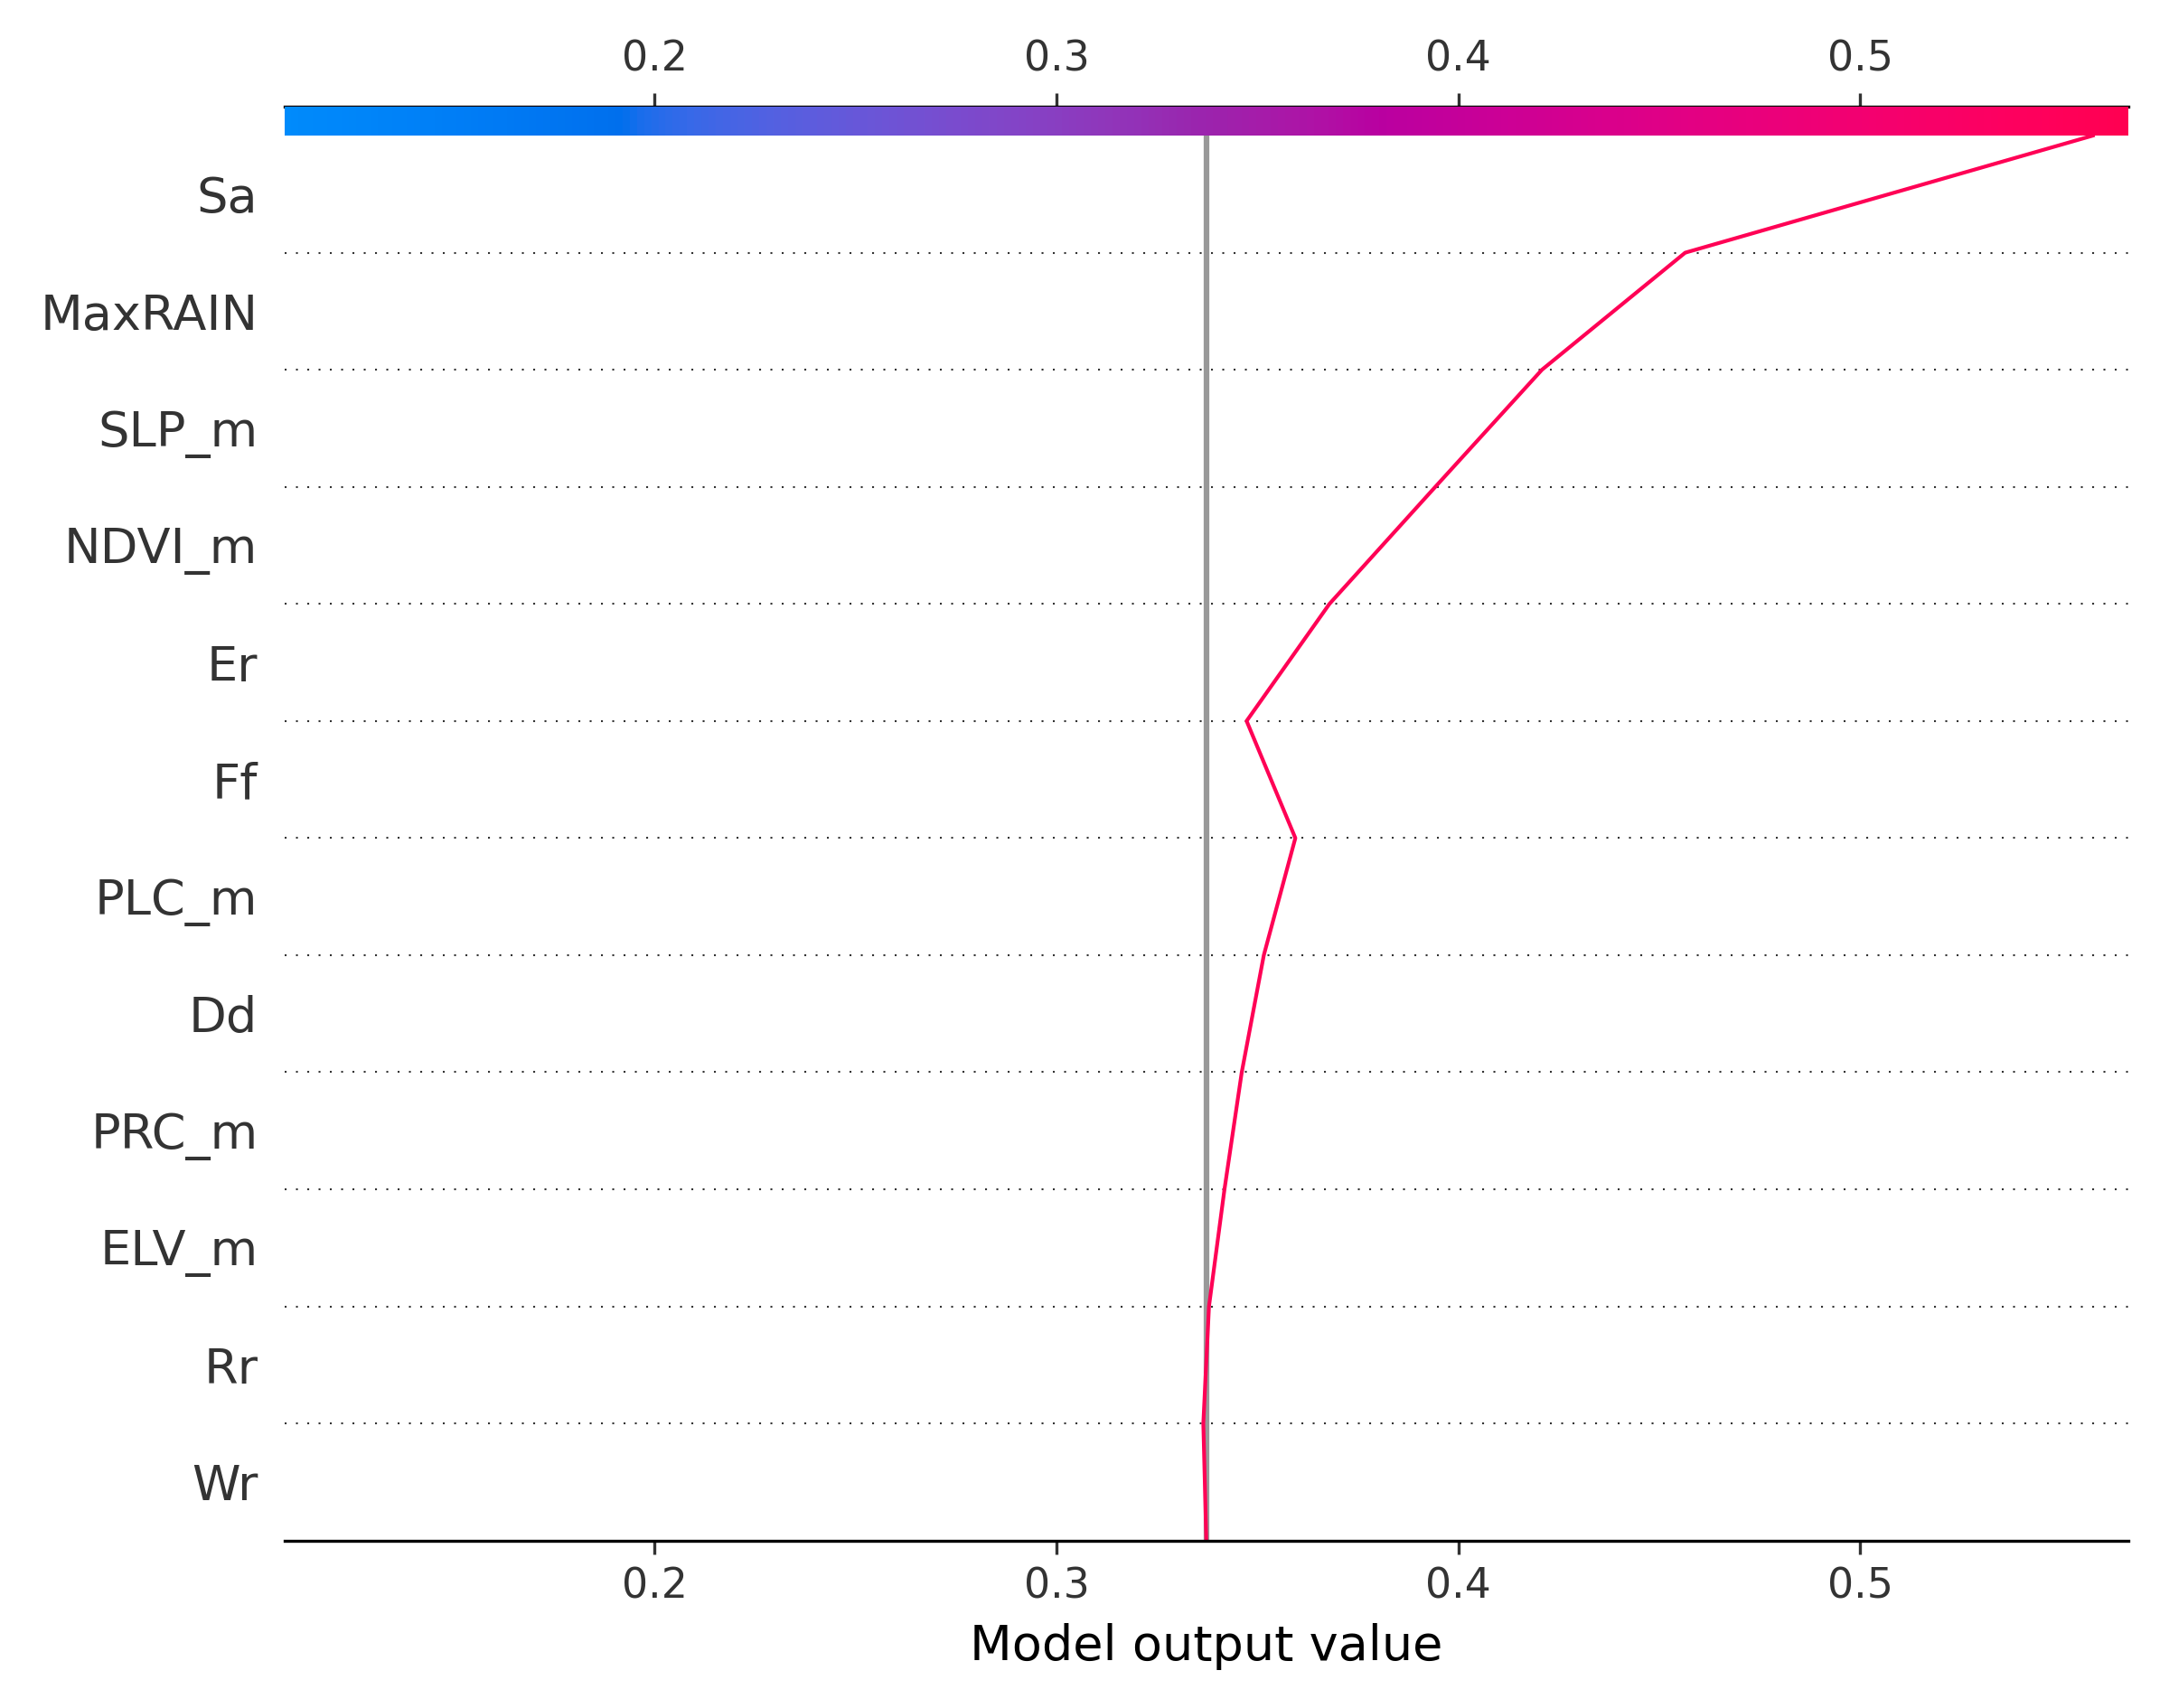 0.2 0.3 0.4 0.5
Sa
MaxRAIN
SLP_m
NDVI_m
Er
Ff
PLC_m
Dd
PRC_m
ELV_m
Rr
Wr
0.2 0.3 0.4 0.5
Model output value